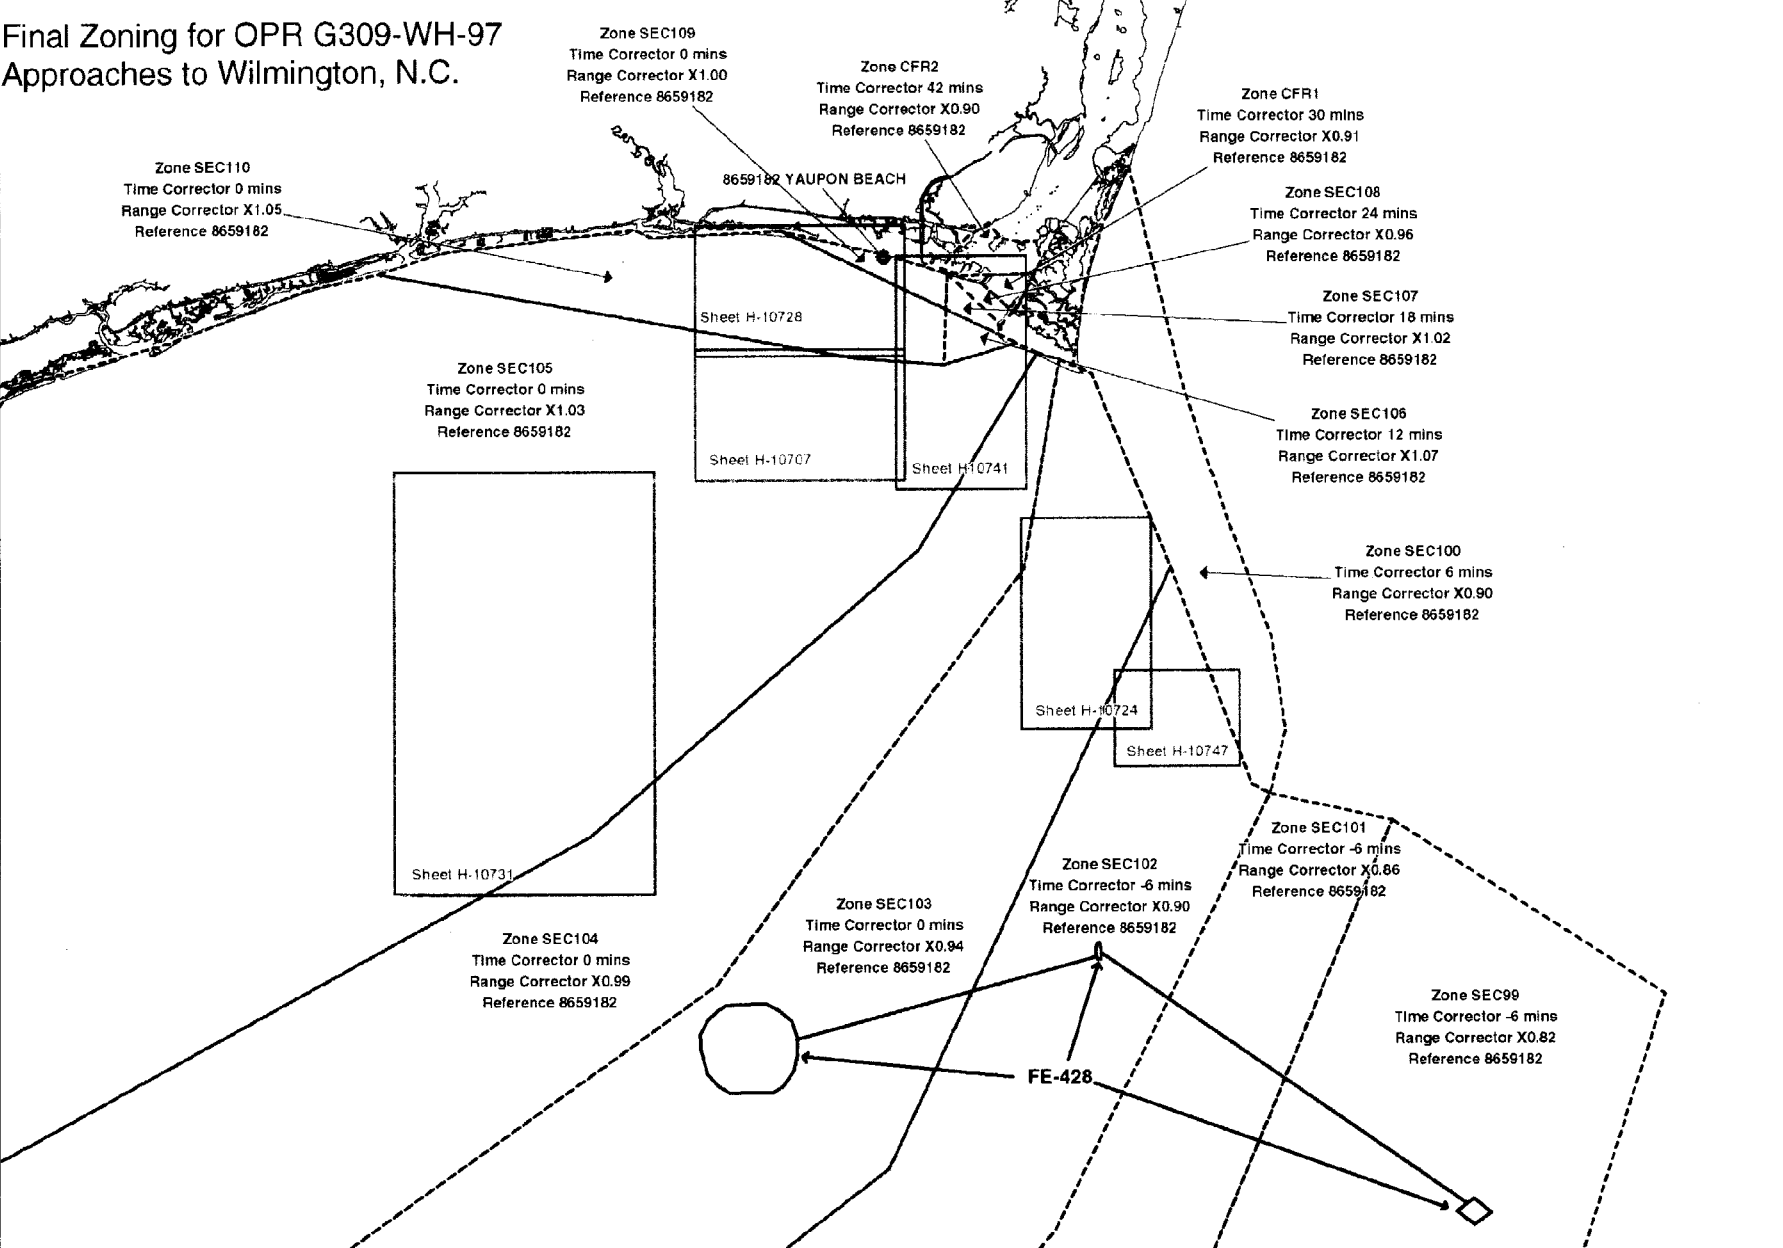 Final Zoning for OPR G309-WH-97
Approaches to Wilmington, N.C.
Zone SEC109
Time Corrector 0 mins
Range Corrector X1.00
Reference 8659182
Zone CFR2
Time Corrector 42 mins
Range Corrector X0.90
Reference 8659182
Zone CFR1
Time Corrector 30 mins
Range Corrector X0.91
Reference 8659182
Zone SEC110
Time Corrector 0 mins
Range Corrector X1.05
Reference 8659182
8659182 YAUPON BEACH
Zone SEC108
Time Corrector 24 mins
Range Corrector X0.96
Reference 8659182
Zone SEC107
Time Corrector 18 mins
Range Corrector X1.02
Reference 8659182
Sheet H-10728
Zone SEC105
Time Corrector 0 mins
Range Corrector X1.03
Reference 8659182
Zone SEC106
Time Corrector 12 mins
Range Corrector X1.07
Reference 8659182
Sheet H-10707
Sheet H10741
Zone SEC100
Time Corrector 6 mins
Range Corrector X0.90
Reference 8659182
Sheet H-10724
Sheet H-10747
Zone SEC101
Time Corrector -6 mins
Range Corrector X0.86
Reference 8659182
Zone SEC102
Time Corrector -6 mins
Range Corrector X0.90
Reference 8659182
Sheet H-10731
Zone SEC103
Time Corrector 0 mins
Range Corrector X0.94
Reference 8659182
Zone SEC104
Time Corrector 0 mins
Range Corrector X0.99
Reference 8659182
Zone SEC99
Time Corrector -6 mins
Range Corrector X0.82
Reference 8659182
FE-428